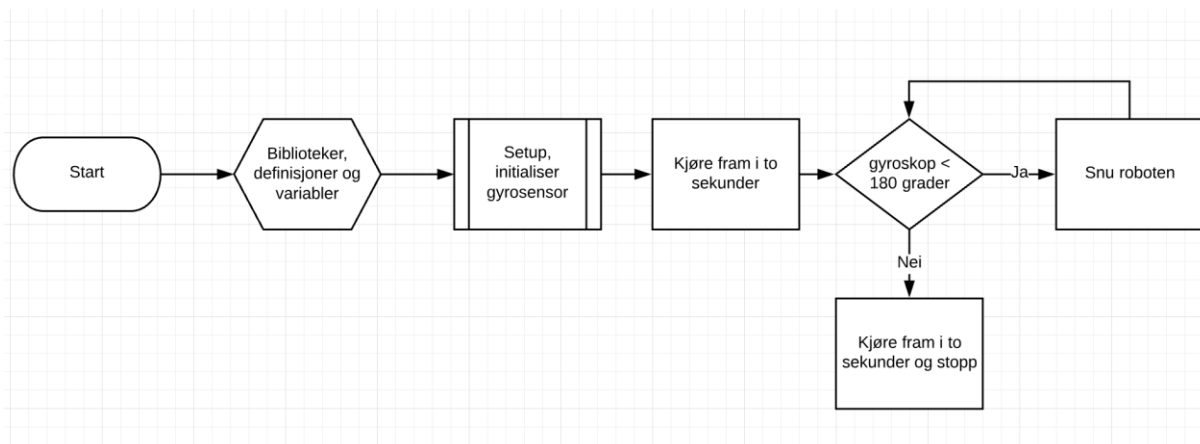 Start
Biblioteker,
definisjoner og
variabler
Setup,
initialiser
gyrosensor
Kjøre fram i to
sekunder
gyroskop <
180 grader
Ja
Snu roboten
Nei
Kjøre fram i to
sekunder og stopp